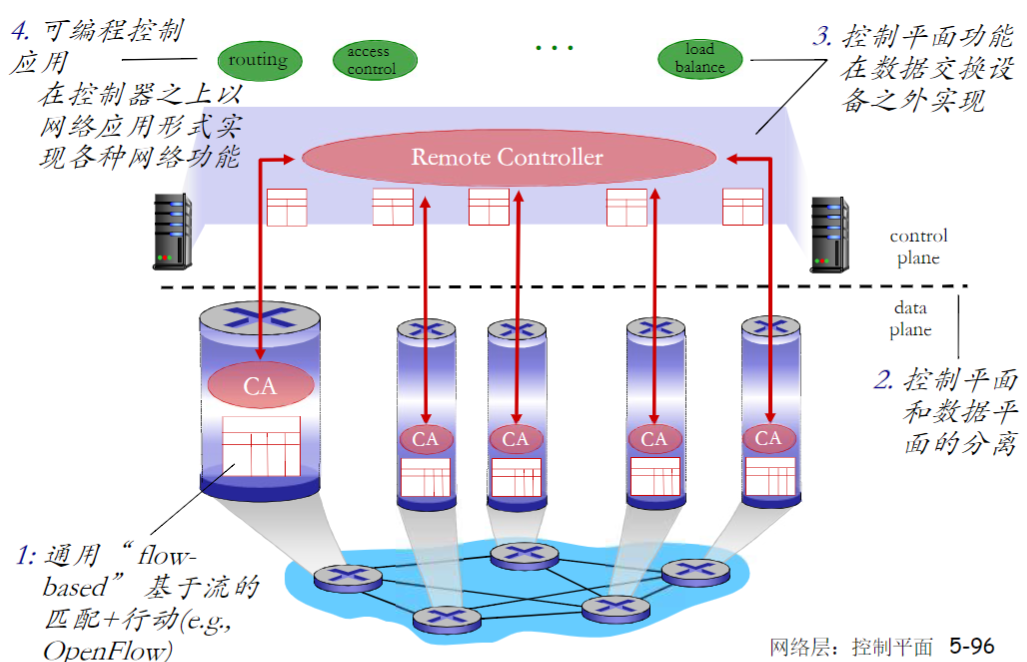 4. 可编程控制
应用
在控制器之上以
网络应用形式实
现各种网络功能
routing
access
control
...
load
balance
3. 控制平面功能
在数据交换设
备之外实现
Remote Controller
control
plane
data
plane
CA
CA
CA
CA
CA
2. 控制平面
和数据平
面的分离
1: 通用“ flow-
based” 基于流的
匹配+行动(e.g.,
OpenFlow)
网络层：控制平面 5-96